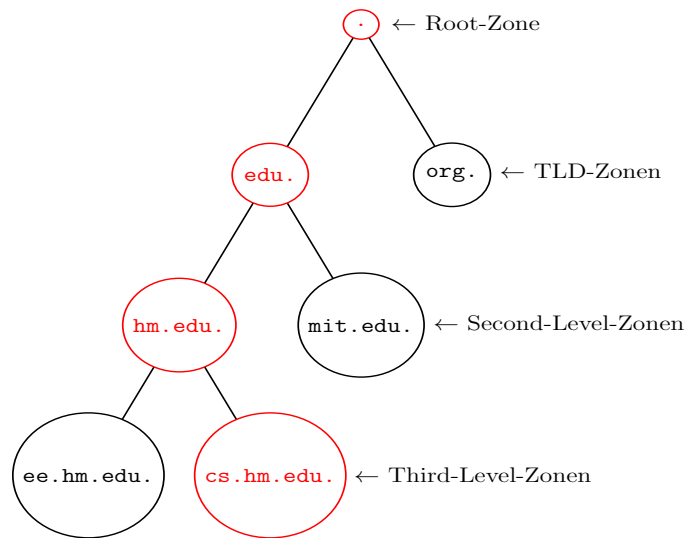 . ← Root-Zone
edu. org. ← TLD-Zonen
hm.edu. mit.edu. ← Second-Level-Zonen
ee.hm.edu. cs.hm.edu. ← Third-Level-Zonen